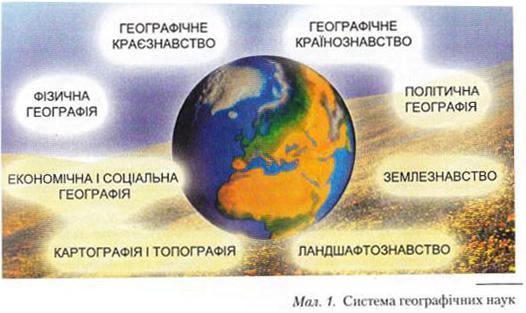 ГЕОГРАФІЧНЕ
КРАЄЗНАВСТВО
ГЕОГРАФІЧНЕ
КРАЇНОЗНАВСТВО
ФІЗИЧНА
ГЕОГРАФІЯ
ПОЛІТИЧНА
ГЕОГРАФІЯ
ЕКОНОМІЧНА І СОЦІАЛЬНА
ГЕОГРАФІЯ
ЗЕМЛЕЗНАВСТВО
КАРТОГРАФІЯ І ТОПОГРАФІЯ
ЛАНДШАФТОЗНАВСТВО
Мал. 1. Система географічних наук